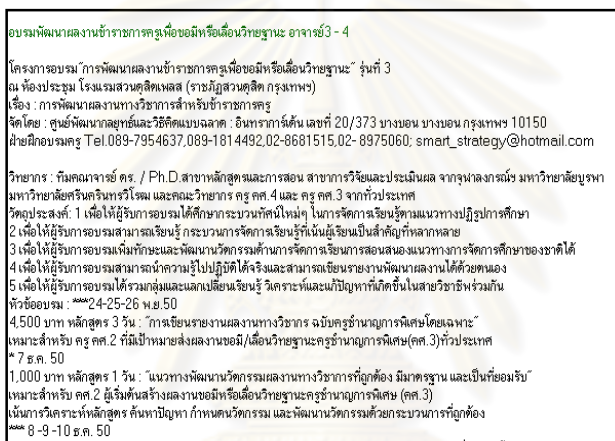 อบรมพัฒนาผลงานข้าราชการครูเพื่อขอมีหรือเลื่อนวิทยฐานะ อาจารย์3 - 4
โครงการอบรม"การพัฒนาผลงานข้าราชการครูเพื่อขอมีหรือเลื่อนวิทยฐานะ" รุ่นที่ 3
ณ ห้องประชุม โรงแรมสวนดุสิตเพลส (ราชภัฏสวนดุสิต กรุงเทพฯ)
เรื่อง : การพัฒนาผลงานทางวิชาการสำหรับข้าราชการครู
จัดโดย : ศูนย์พัฒนากลยุทธ์และวิธีคิดแบบฉลาด : อินทราการ์เด้น เลขที่ 20/373 บางบอน บางบอน กรุงเทพฯ 10150
ฝ่ายฝึกอบรมครู Tel.089-7954637,089-1814492,02-8681515,02- 8975060; smart_strategy@hotmail.com
วิทยากร : ทีมคณาจารย์ ดร. / Ph.D.สาขาหลักสูตรและการสอน สาขาการวิจัยและประเมินผล จากจุฬาลงกรณ์ฯ มหาวิทยาลัยบูรพา
มหาวิทยาลัยศรีนครินทรวิโรฒ และคณะวิทยากร ครู คศ.4 และ ครู คศ.3 จากทั่วประเทศ
วัตถุประสงค์: 1 เพื่อให้ผู้รับการอบรมได้ศึกษากระบวนทัศน์ใหม่ๆ ในการจัดการเรียนรู้ตามแนวทางปฏิรูปการศึกษา
2 เพื่อให้ผู้รับการอบรมสามารถเรียนรู้ กระบวนการจัดการเรียนรู้ที่เน้นผู้เรียนเป็นสำคัญที่หลากหลาย
3 เพื่อให้ผู้รับการอบรมเพิ่มทักษะและพัฒนานวัตกรรมด้านการจัดการเรียนการสอนสนองแนวทางการจัดการศึกษาของชาติได้
4 เพื่อให้ผู้รับการอบรมสามารถนำความรู้ไปปฏิบัติได้จริงและสามารถเขียนรายงานพัฒนาผลงานได้ด้วยตนเอง
5 เพื่อให้ผู้รับการอบรมได้รวมกลุ่มและแลกเปลี่ยนเรียนรู้ วิเคราะห์และแก้ปัญหาที่เกิดขึ้นในสายวิชาชีพร่วมกัน
หัวข้ออบรม : ***24-25-26 พ.ย.50
4,500 บาท หลักสูตร 3 วัน : "การเขียนรายงานผลงานทางวิชาการ ฉบับครูชำนาญการพิเศษโดยเฉพาะ"
เหมาะสำหรับ ครู คศ.2 ที่มีเป้าหมายส่งผลงานขอมี/เลื่อนวิทยฐานะครูชำนาญการพิเศษ(คศ.3)ทั่วประเทศ
* 7 ธ.ค. 50
1,000 บาท หลักสูตร 1 วัน : "แนวทางพัฒนานวัตกรรมผลงานทางวิชาการที่ถูกต้อง มีมาตรฐาน และเป็นที่ยอมรับ"
เหมาะสำหรับ คศ.2 ผู้เริ่มต้นสร้างผลงานขอมีหรือเลื่อนวิทยฐานะครูชำนาญการพิเศษ (คศ.3)
เน้นการวิเคราะห์หลักสูตร ค้นหาปัญหา กำหนดนวัตกรรม และพัฒนานวัตกรรมด้วยกระบวนการที่ถูกต้อง
*** 8 -9 -10 ธ.ค. 50